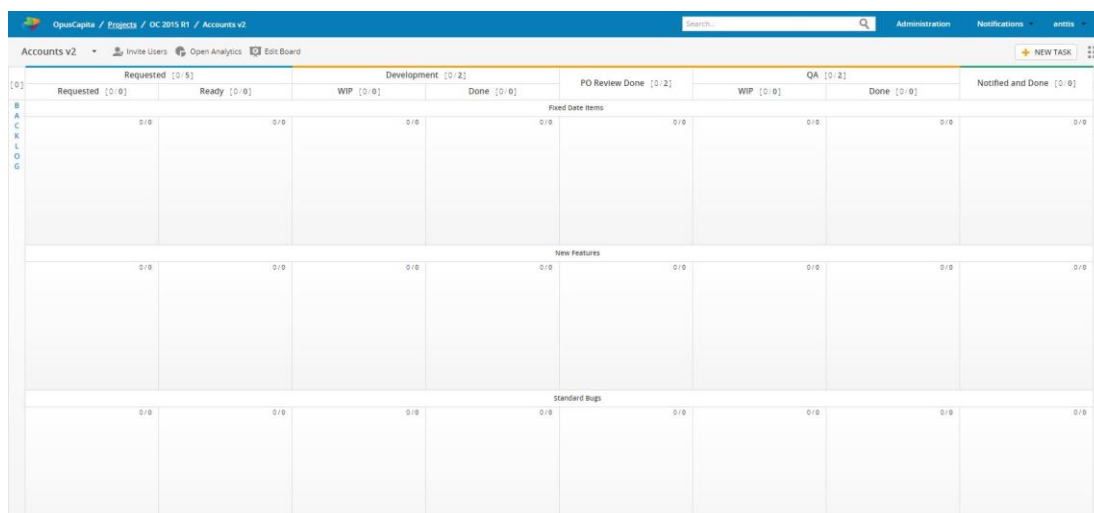 OpusCapita / Projects / OC 2015 R1 / Accounts v2 Search... Administration Notifications anttis
Accounts v2 Invite Users Open Analytics Edit Board NEW TASK
[0] Requested [0/5] Development [0/2] PO Review Done [0/2] QA [0/2] Notified and Done [0/0]
Requested [0/0] Ready [0/0] WIP [0/0] Done [0/0] WIP [0/0] Done [0/0]
BACKLOG
Fixed Date Items
0/0 0/0 0/0 0/0 0/0 0/0 0/0 0/0
New Features
0/0 0/0 0/0 0/0 0/0 0/0 0/0 0/0
Standard Bugs
0/0 0/0 0/0 0/0 0/0 0/0 0/0 0/0